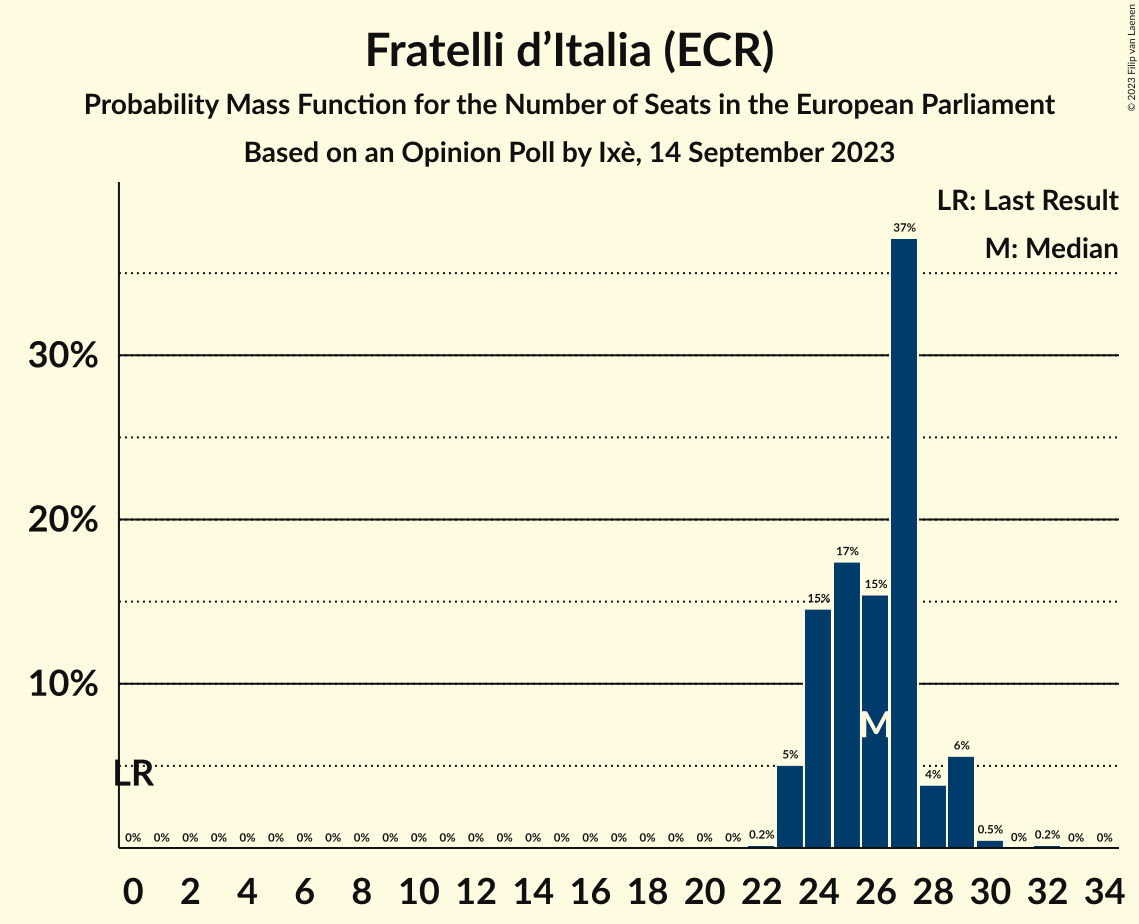 Fratelli d’Italia (ECR)
Probability Mass Function for the Number of Seats in the European Parliament
Based on an Opinion Poll by Ixè, 14 September 2023
© 2023 Filip van Laenen
LR: Last Result
M: Median
37%
30%
20%
17%
15%
15%
10%
M
6%
5%
4%
LR
0% 0% 0% 0% 0% 0% 0% 0% 0% 0% 0% 0% 0% 0% 0% 0% 0% 0% 0% 0% 0% 0% 0.2% 0.5% 0% 0.2% 0% 0%
0 2 4 6 8 10 12 14 16 18 20 22 24 26 28 30 32 34